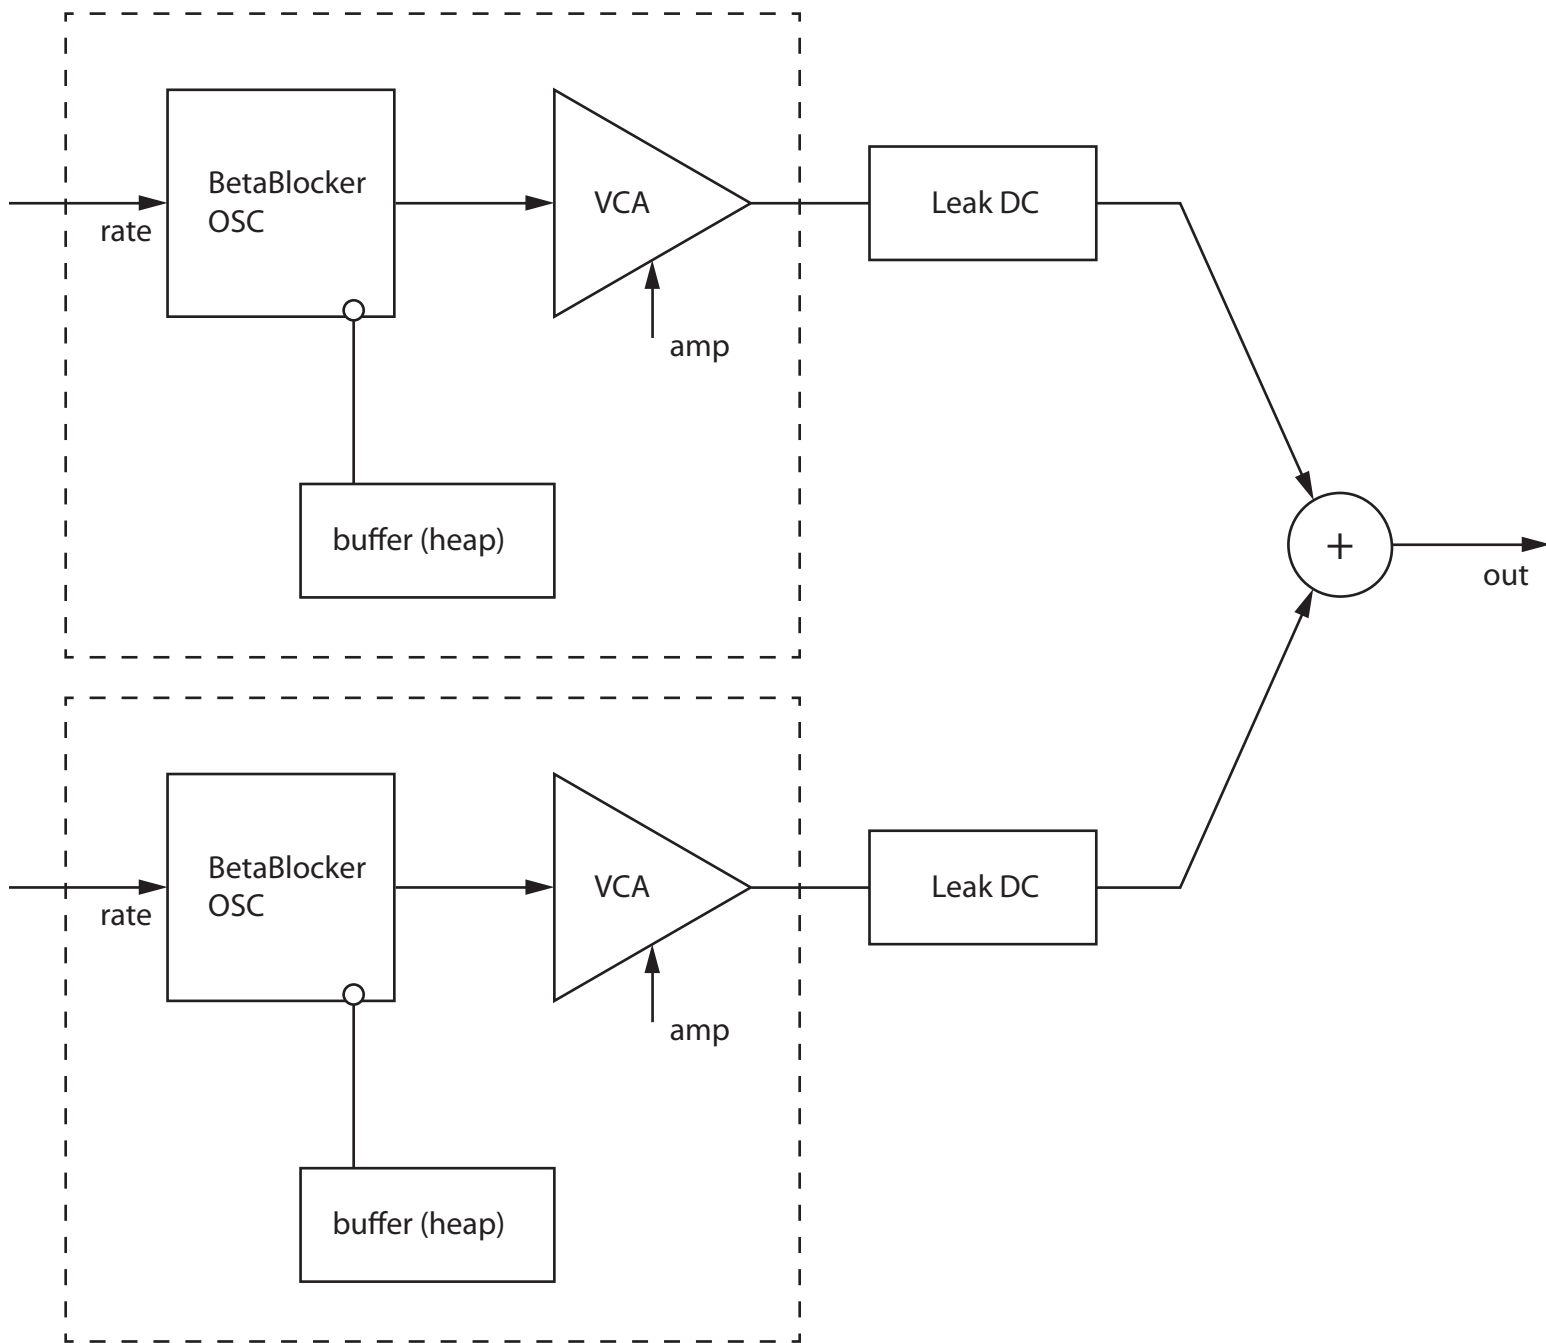 BetaBlocker
OSC
VCA
Leak DC
rate
amp
buffer (heap)
+
out
BetaBlocker
OSC
VCA
Leak DC
rate
amp
buffer (heap)